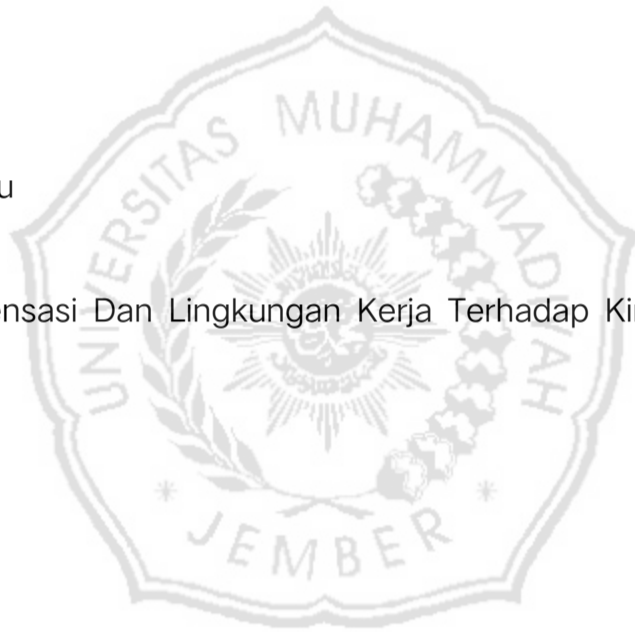 u
ensasi Dan Lingkungan Kerja Terhadap Ki
UNIVERSITAS MUHAMMADIYAH
JEMBER